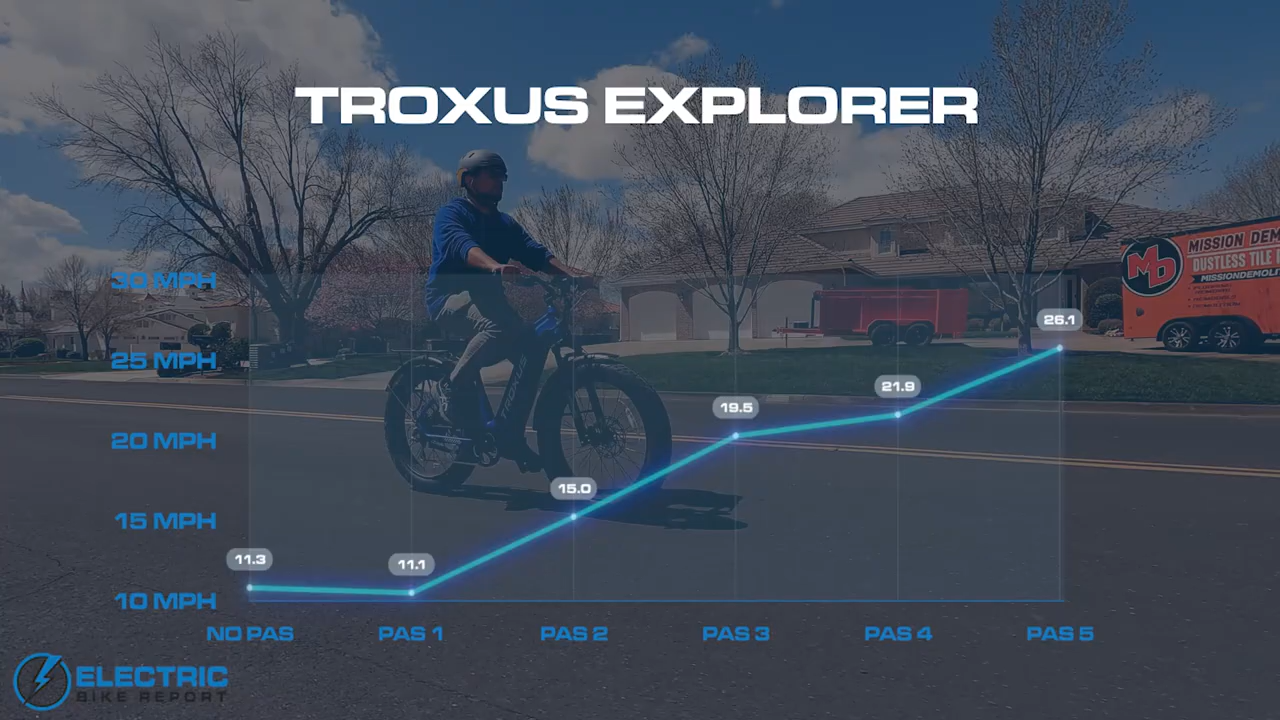 TROXUS EXPLORER
MISSION DEM
DUSTLESS TILE
MISSIONDEMOLI
MD
TROXUS
30 MPH
25 MPH
20 MPH
15 MPH
10 MPH
11.3
11.1
15.0
19.5
21.9
26.1
NO PAS
PAS 1
PAS 2
PAS 3
PAS 4
PAS 5
ELECTRIC
BIKE REPORT